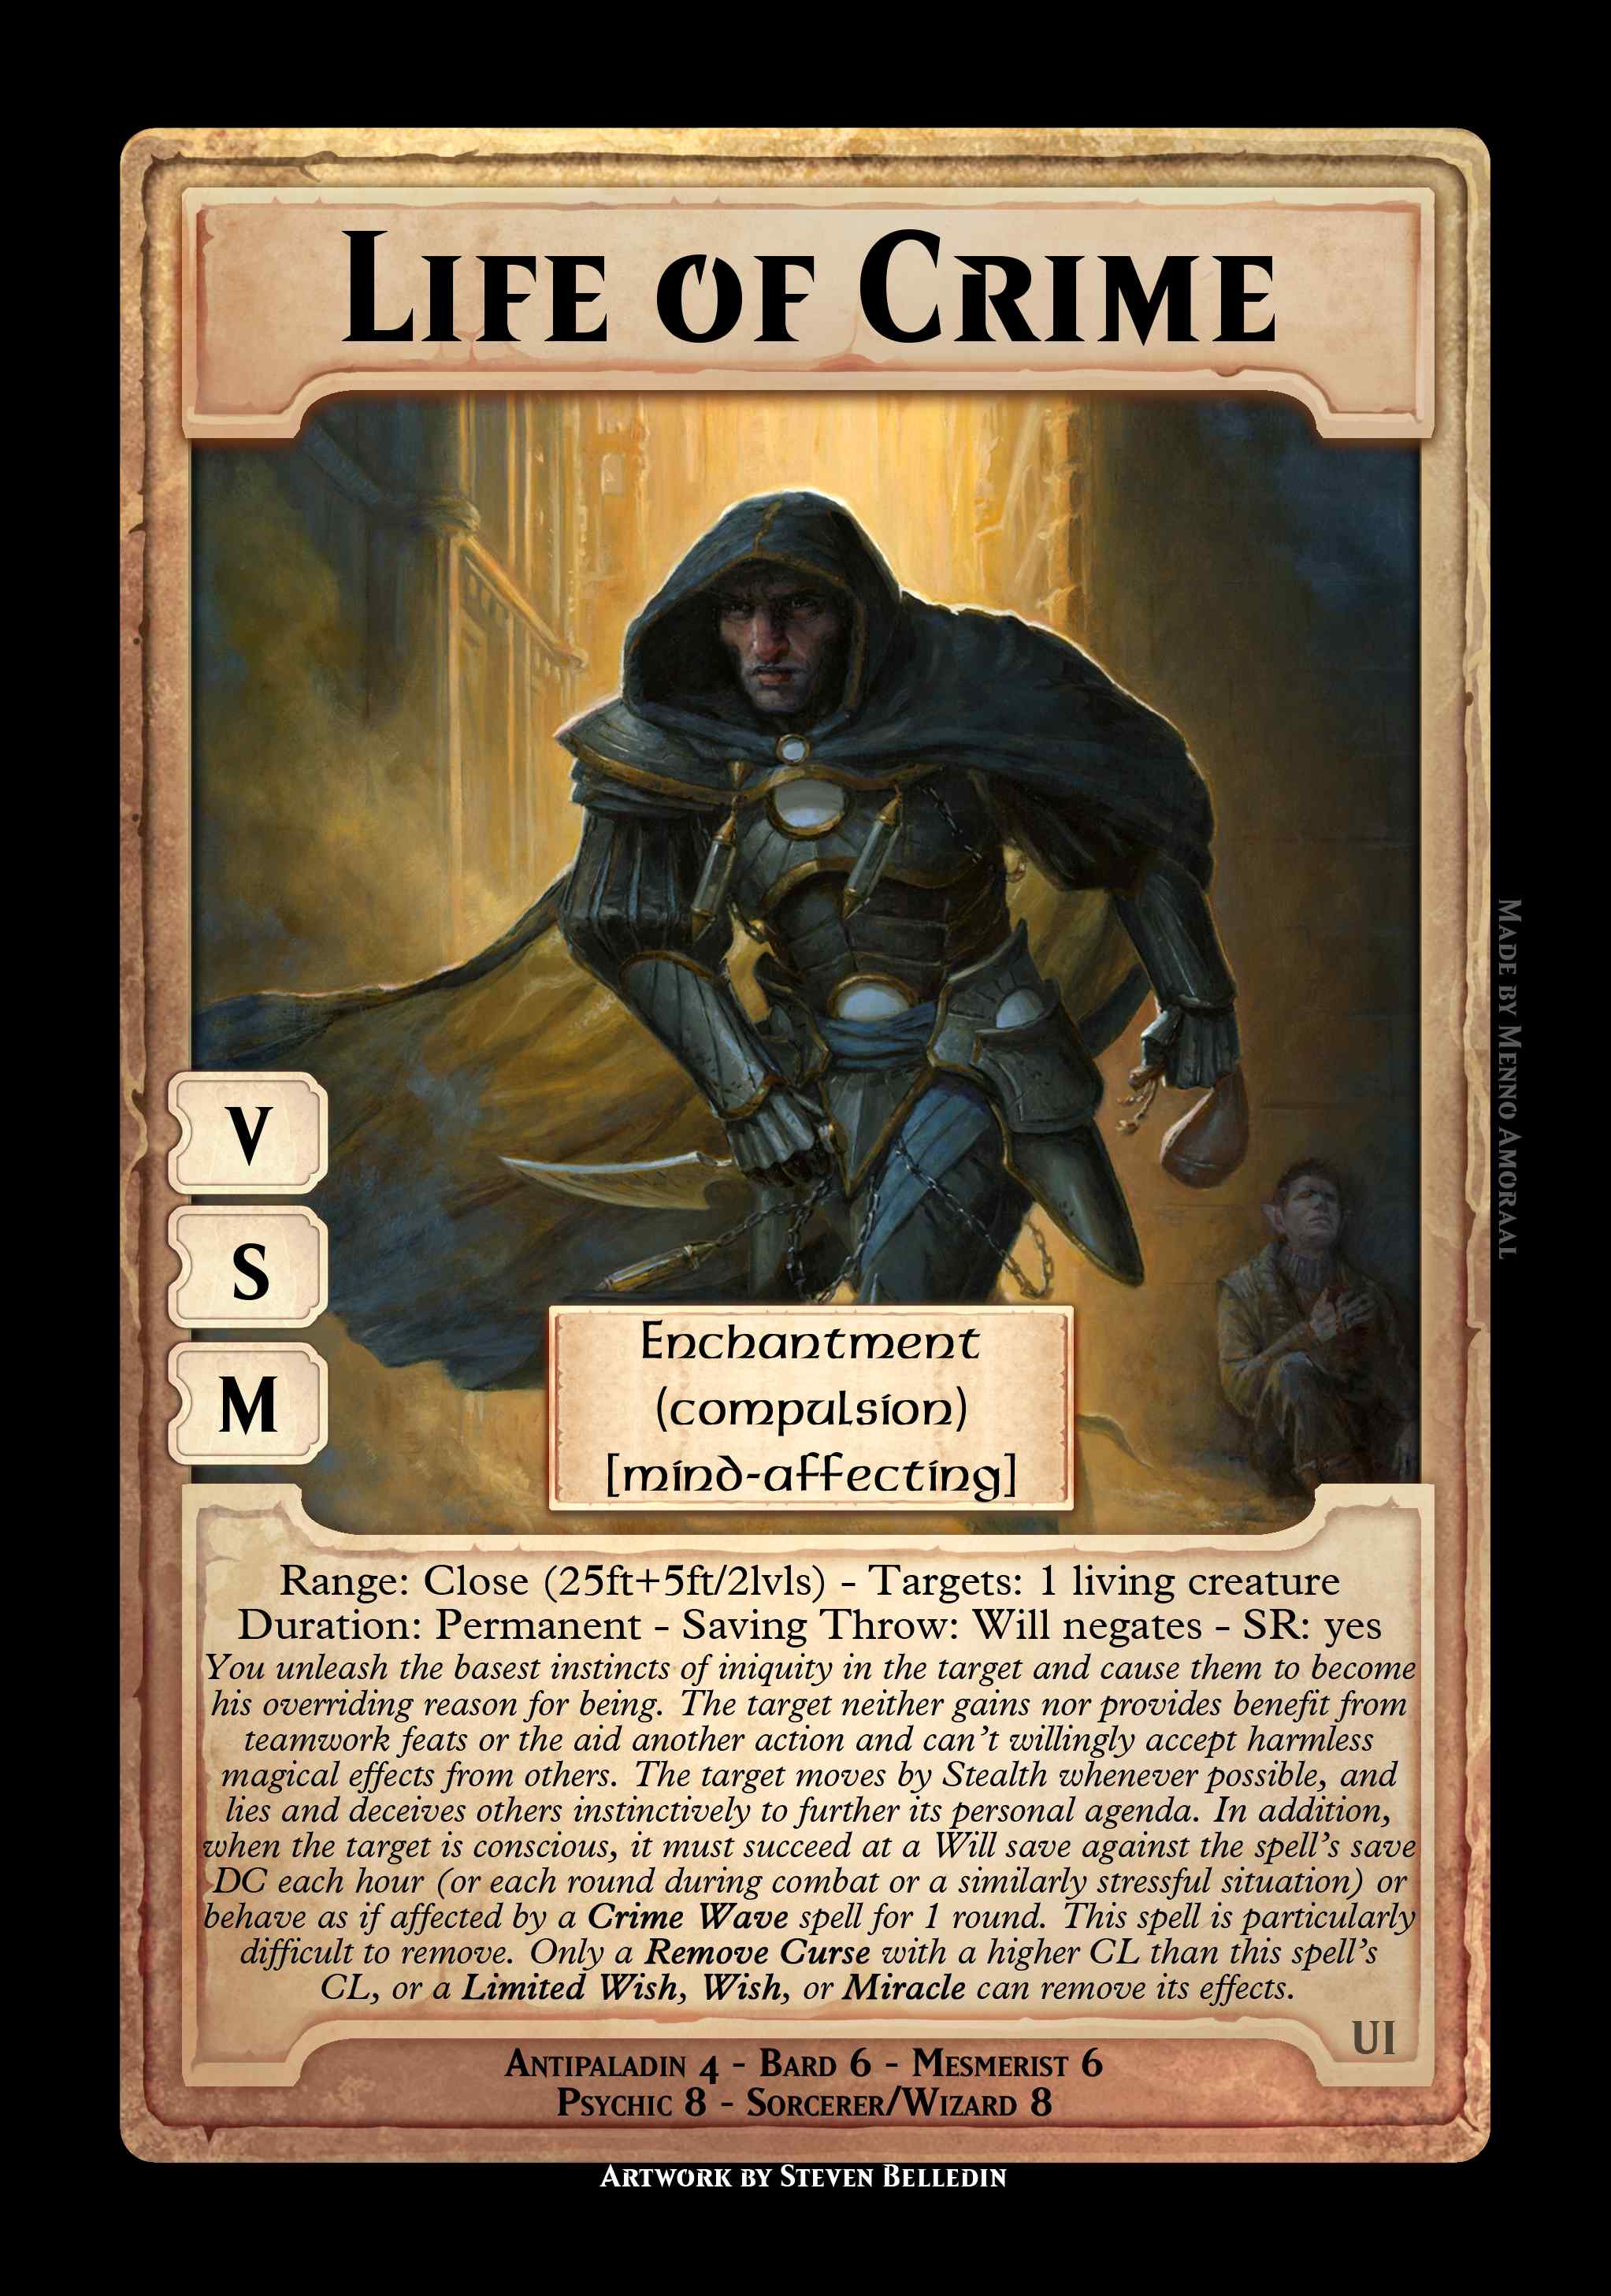 Life of Crime
V
S
M
Enchantment
(compulsion)
[mind-affecting]
Made by Menno Amoraal
Range: Close (25ft+5ft/2lvls) - Targets: 1 living creature
Duration: Permanent - Saving Throw: Will negates - SR: yes
You unleash the basest instincts of iniquity in the target and cause them to become
his overriding reason for being. The target neither gains nor provides benefit from
teamwork feats or the aid another action and can't willingly accept harmless
magical effects from others. The target moves by Stealth whenever possible, and
lies and deceives others instinctively to further its personal agenda. In addition,
when the target is conscious, it must succeed at a Will save against the spell's save
DC each hour (or each round during combat or a similarly stressful situation) or
behave as if affected by a Crime Wave spell for 1 round. This spell is particularly
difficult to remove. Only a Remove Curse with a higher CL than this spell's
CL, or a Limited Wish, Wish, or Miracle can remove its effects.
UI
Antipaladin 4 - Bard 6 - Mesmerist 6
Psychic 8 - Sorcerer/Wizard 8
Artwork by Steven Belledin